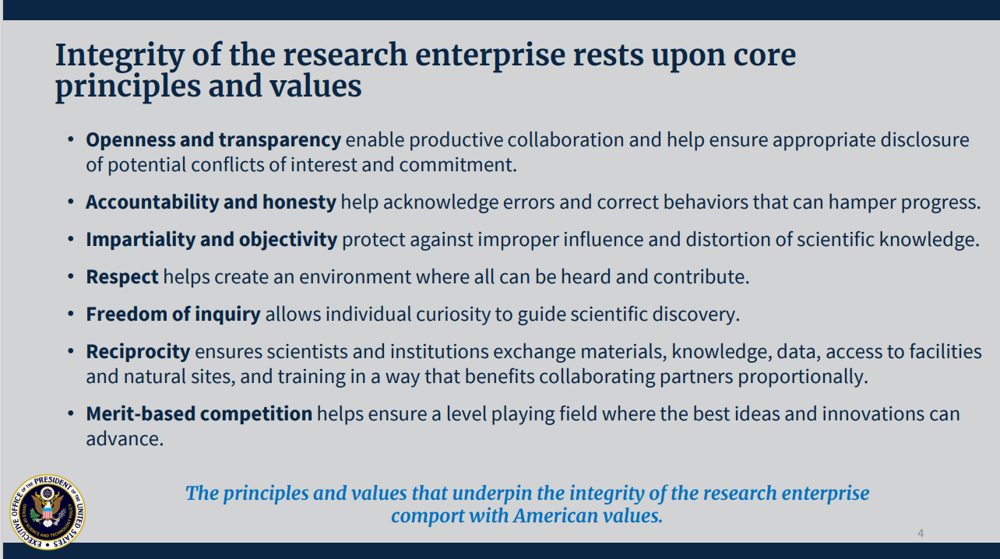 Integrity of the research enterprise rests upon core
principles and values
• Openness and transparency enable productive collaboration and help ensure appropriate disclosure
of potential conflicts of interest and commitment.
• Accountability and honesty help acknowledge errors and correct behaviors that can hamper progress.
• Impartiality and objectivity protect against improper influence and distortion of scientific knowledge.
• Respect helps create an environment where all can be heard and contribute.
• Freedom of inquiry allows individual curiosity to guide scientific discovery.
• Reciprocity ensures scientists and institutions exchange materials, knowledge, data, access to facilities
and natural sites, and training in a way that benefits collaborating partners proportionally.
• Merit-based competition helps ensure a level playing field where the best ideas and innovations can
advance.
The principles and values that underpin the integrity of the research enterprise
comport with American values.
EXECUTIVE OFFICE OF THE PRESIDENT OF THE UNITED STATES
OFFICE OF SCIENCE AND TECHNOLOGY POLICY
4